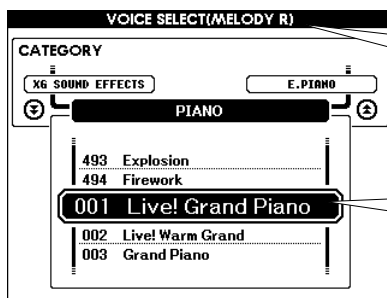 VOICE SELECT(MELODY R)
CATEGORY
XG SOUND EFFECTS
E.PIANO
PIANO
493 Explosion
494 Firework
001 Live! Grand Piano
002 Live! Warm Grand
003 Grand Piano